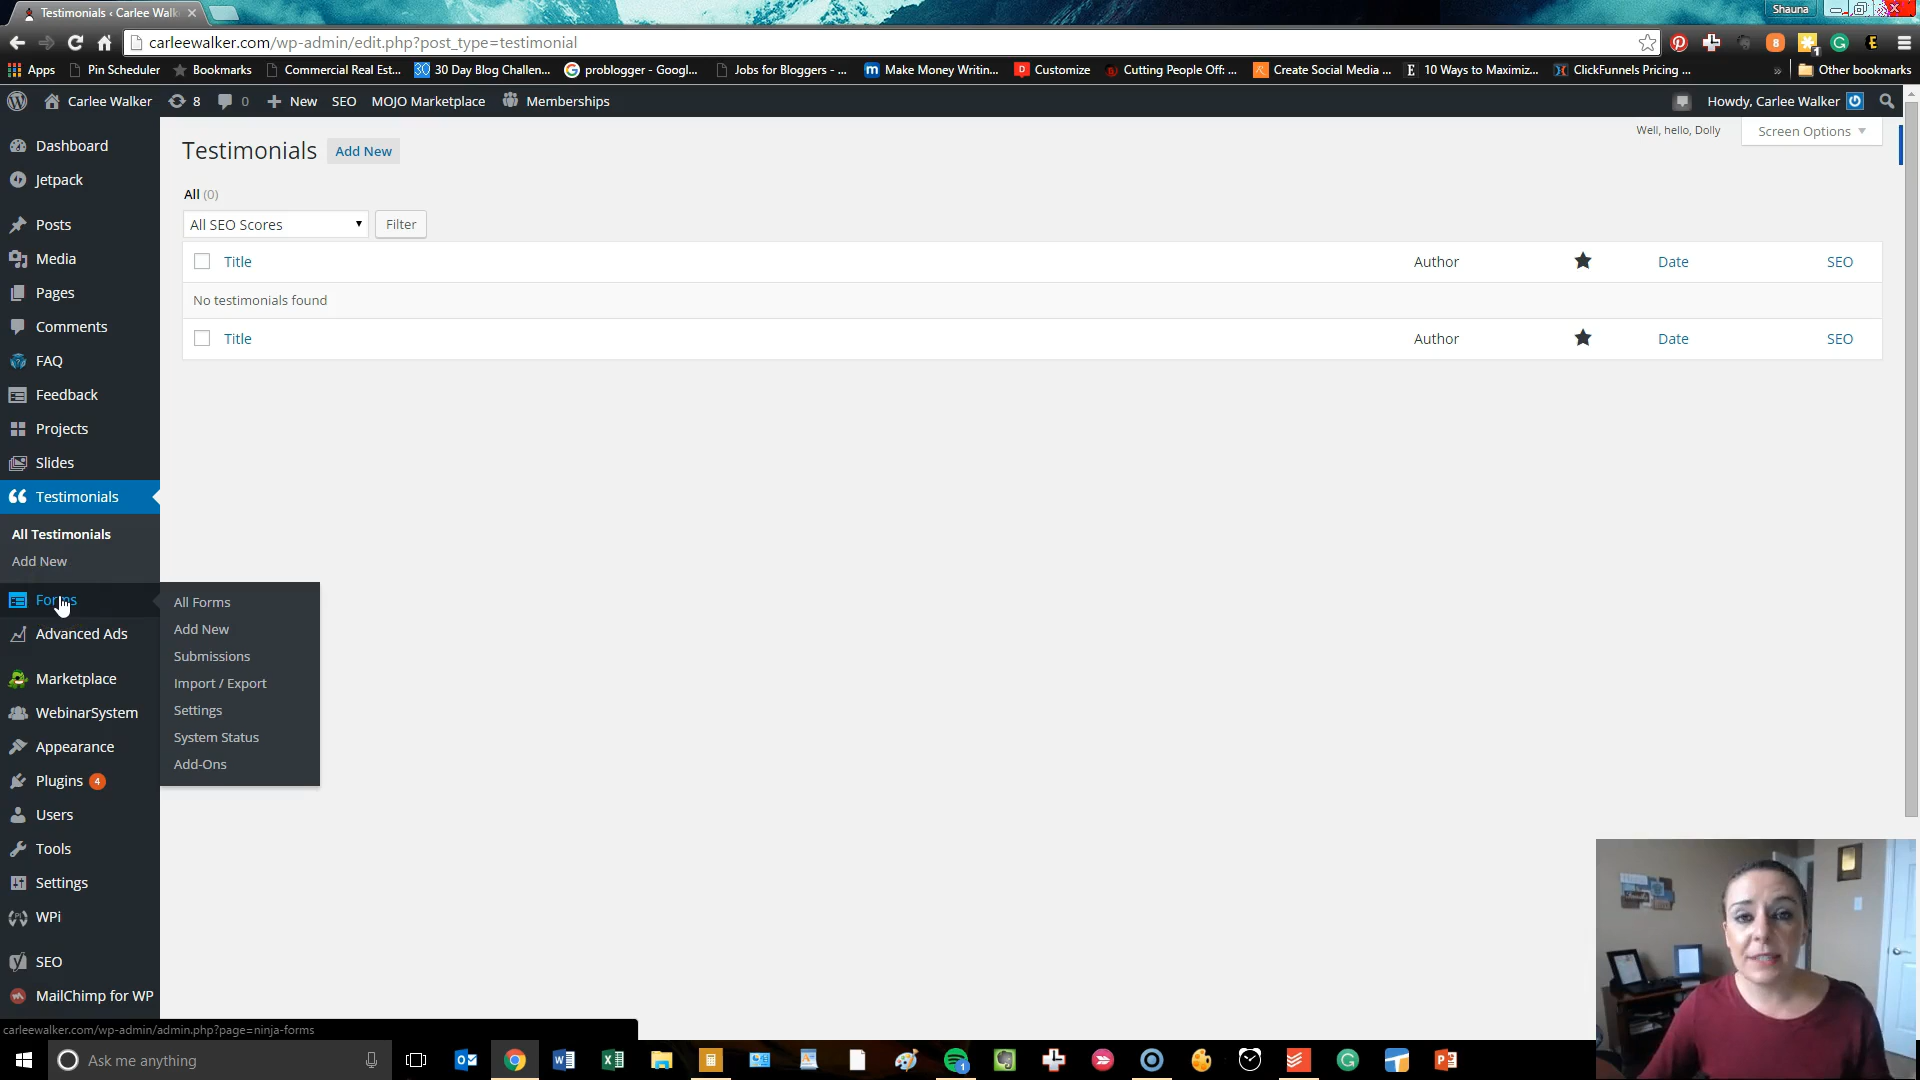 Testimonials ‹ Carlee Walk
Shauna
carleewalker.com/wp-admin/edit.php?post_type=testimonial
8
1
Apps
Pin Scheduler
Bookmarks
Commercial Real Est...
30 Day Blog Challen...
problogger - Googl...
Jobs for Bloggers - ...
Make Money Writin...
Customize
Cutting People Off: ...
Create Social Media ...
10 Ways to Maximiz...
ClickFunnels Pricing ...
»
Other bookmarks
Carlee Walker
8
0
New
SEO
MOJO Marketplace
Memberships
Howdy, Carlee Walker
Dashboard
Jetpack
Posts
Media
Pages
Comments
FAQ
Feedback
Projects
Slides
Testimonials
All Testimonials
Add New
Forms
Advanced Ads
Marketplace
WebinarSystem
Appearance
Plugins 4
Users
Tools
Settings
WPi
SEO
MailChimp for WP
All Forms
Add New
Submissions
Import / Export
Settings
System Status
Add-Ons
Well, hello, Dolly
Screen Options
Testimonials
Add New
All (0)
All SEO Scores
Filter
Title
Author
Date
SEO
No testimonials found
Title
Author
Date
SEO
carleewalker.com/wp-admin/admin.php?page=ninja-forms
Ask me anything
1